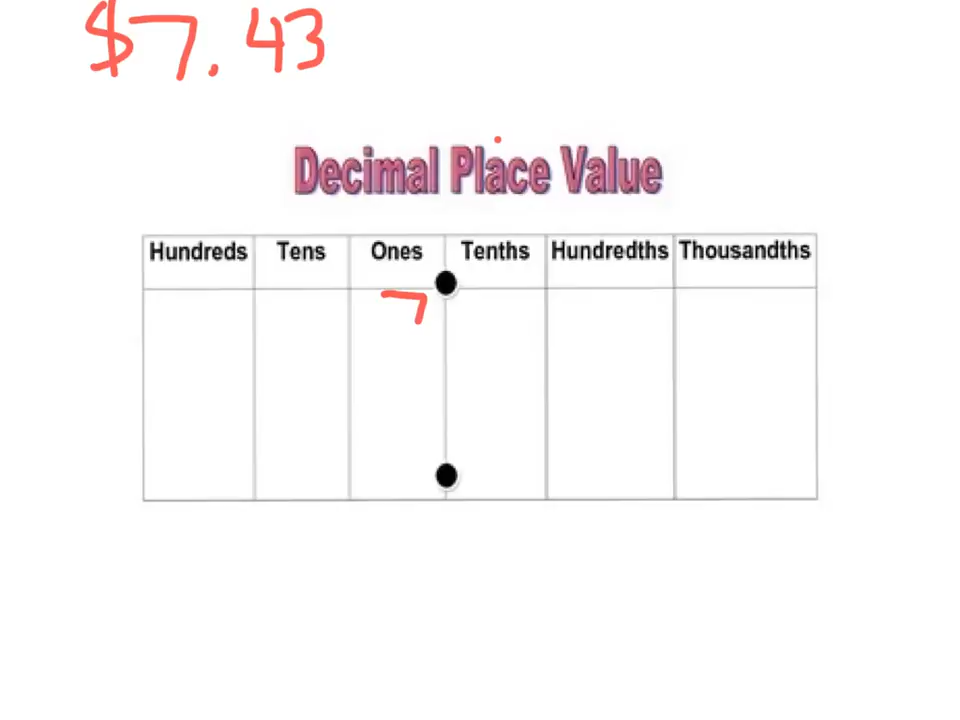 $7.43
Decimal Place Value
Hundreds Tens Ones Tenths Hundredths Thousandths
7